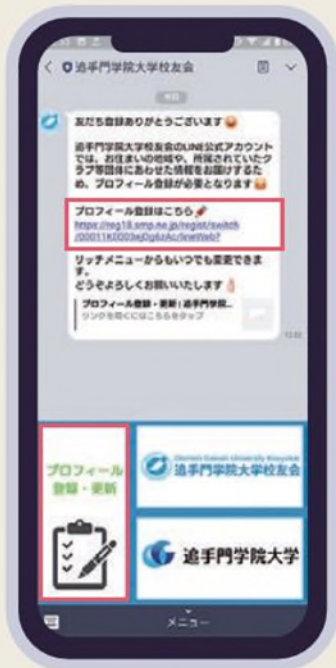 追手門学院大学校友会
今日
友だち登録ありがとうございます
追手門学院大学校友会のLINE公式アカウント
では、お住まいの地域や、所属されていたク
ラブ等団体にあわせた情報をお届けするた
め、プロフィール登録が必要となります
プロフィール登録はこちら
https://reg18.smp.ne.jp/regist/switch
リッチメニューからもいつでも変更できま
す。
どうぞよろしくお願いいたします
プロフィール登録・更新 | 追手門学院...
リンクを開くにはこちらをタップ
プロフィール
登録・更新
追手門学院大学校友会
追手門学院大学
メニュー